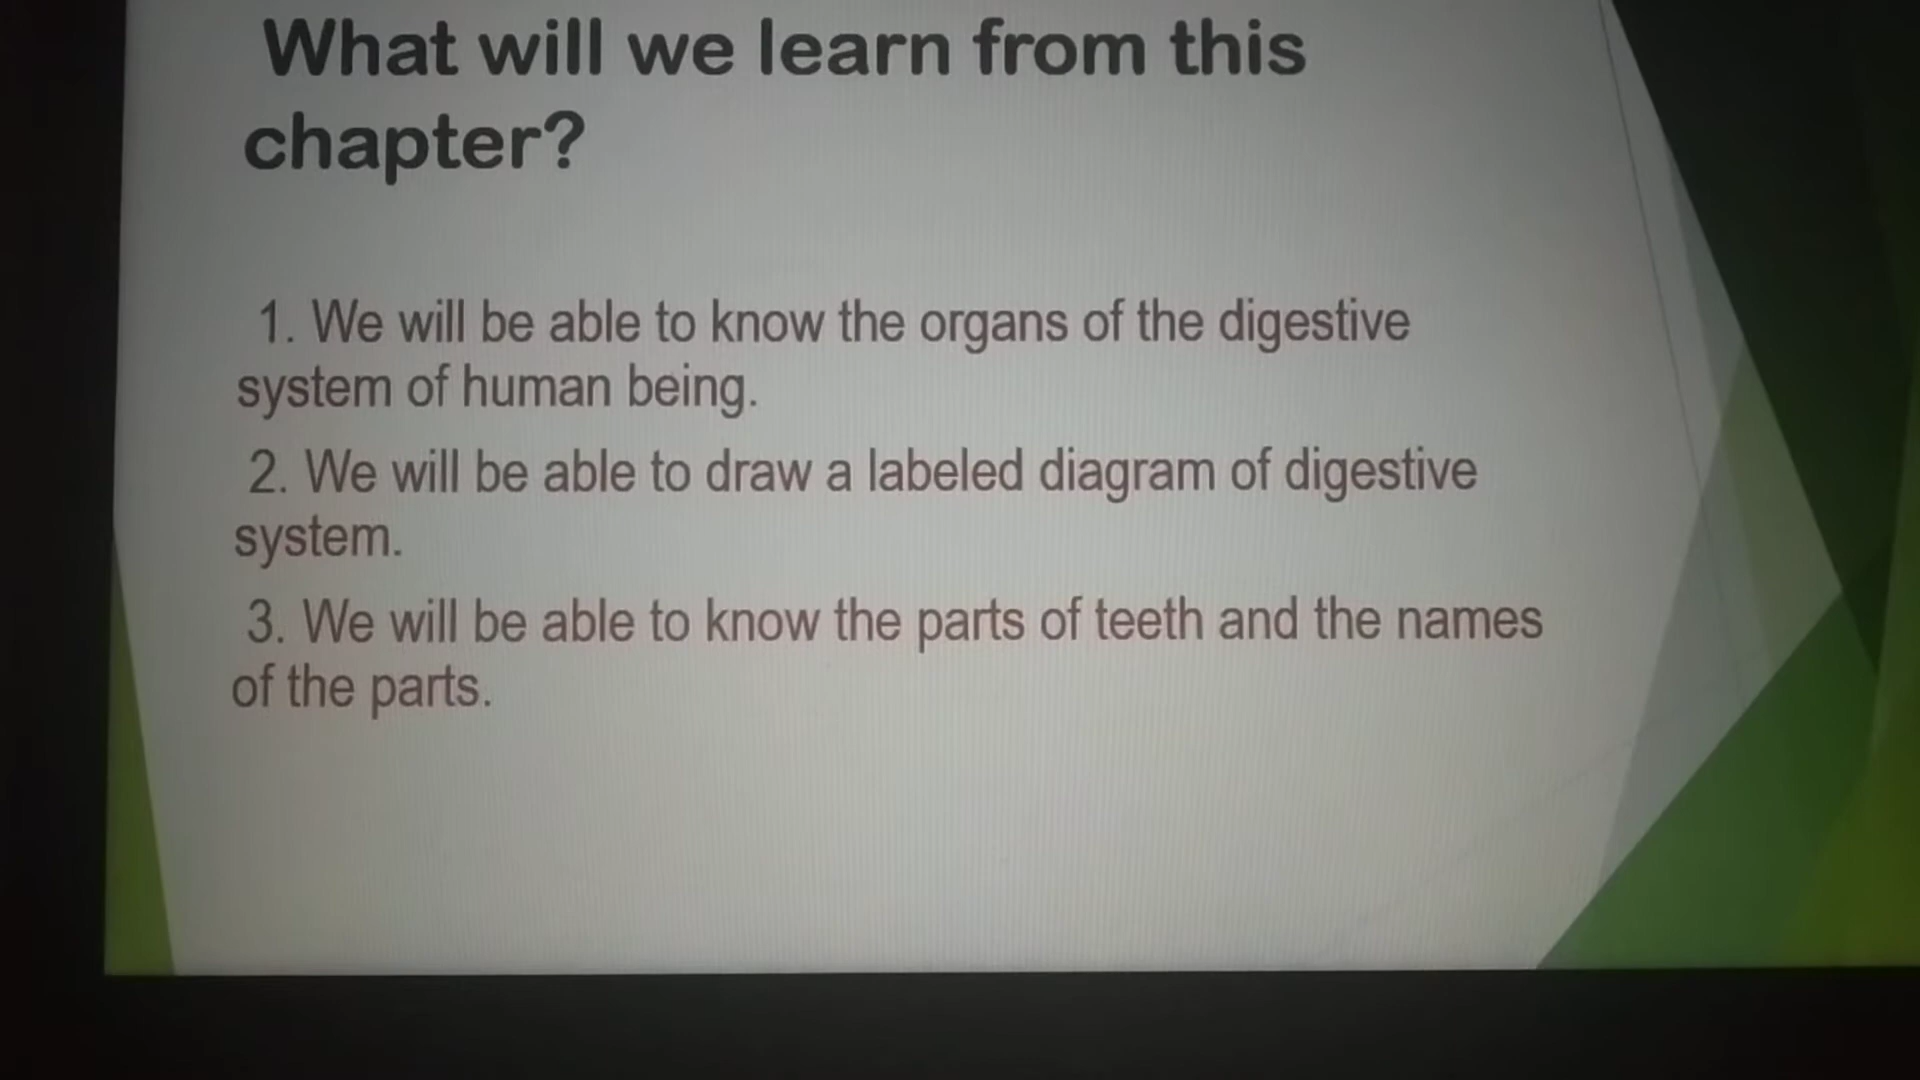 What will we learn from this
chapter?
1. We will be able to know the organs of the digestive
system of human being.
2. We will be able to draw a labeled diagram of digestive
system.
3. We will be able to know the parts of teeth and the names
of the parts.